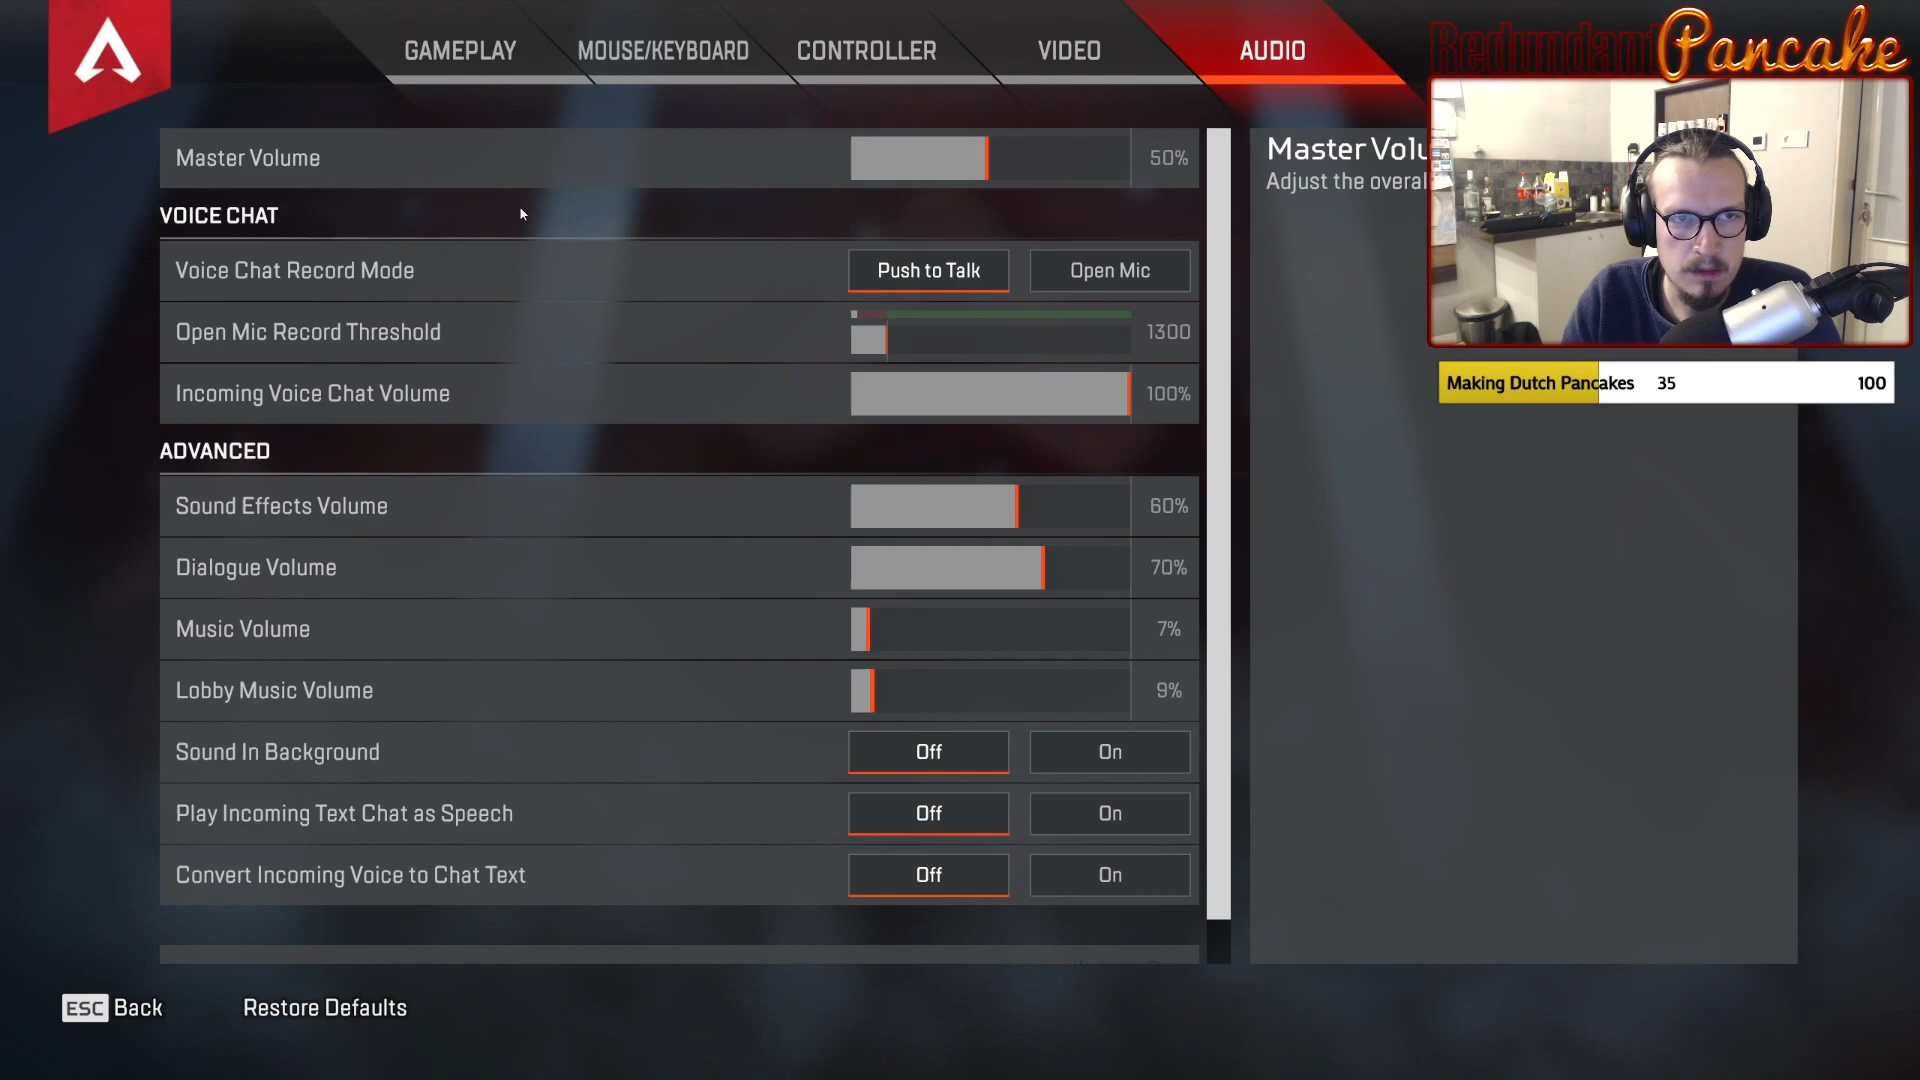 GAMEPLAY
MOUSE/KEYBOARD
CONTROLLER
VIDEO
AUDIO
Redundant Pancake
Master Volume 50%
VOICE CHAT
Voice Chat Record Mode Push to Talk Open Mic
Open Mic Record Threshold 1300
Incoming Voice Chat Volume 100%
ADVANCED
Sound Effects Volume 60%
Dialogue Volume 70%
Music Volume 7%
Lobby Music Volume 9%
Sound In Background Off On
Play Incoming Text Chat as Speech Off On
Convert Incoming Voice to Chat Text Off On
Master Volu
Adjust the overal
Making Dutch Pancakes 35 100
ESC Back
Restore Defaults